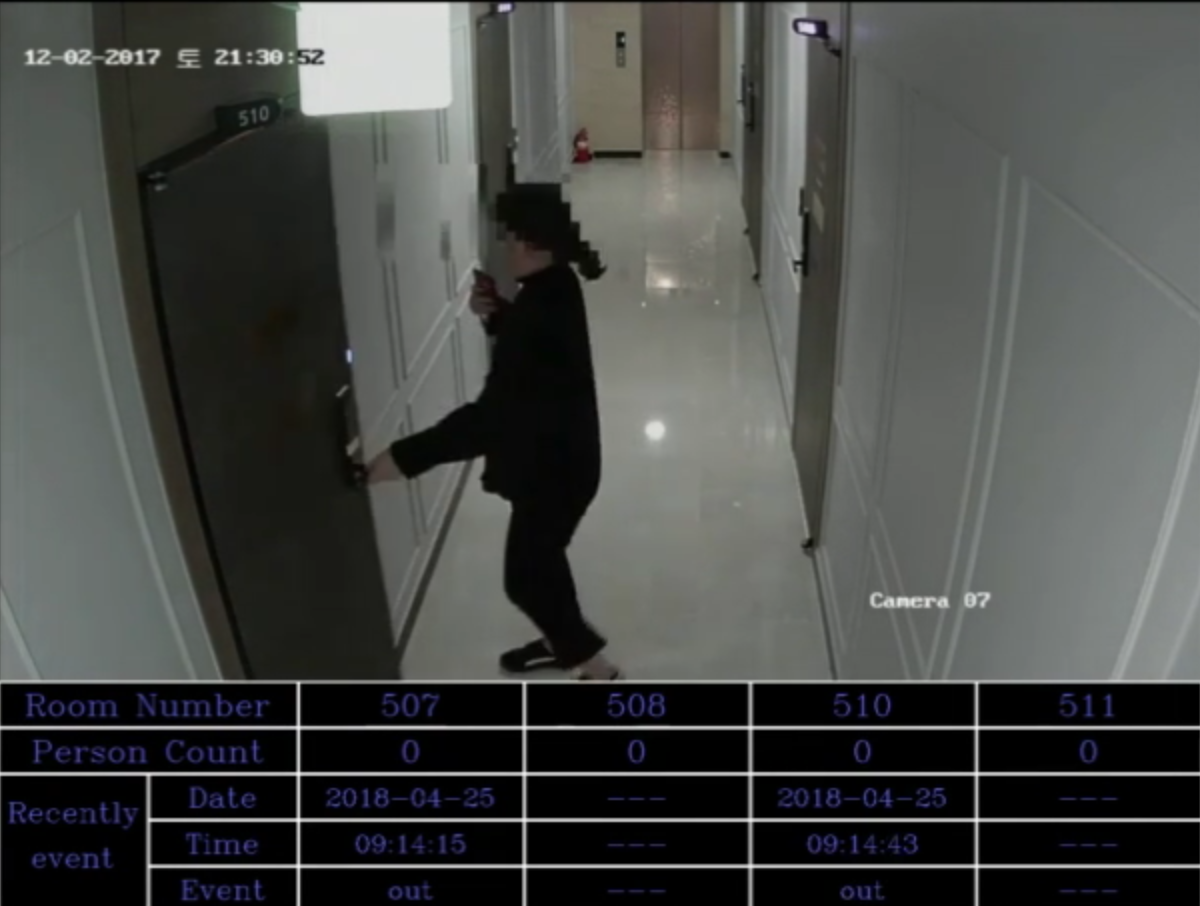 12-02-2017 토 21:30:52
510
Camera 07
Room Number 507 508 510 511
Person Count 0 0 0 0
Recently event
Date 2018-04-25 --- 2018-04-25 ---
Time 09:14:15 --- 09:14:43 ---
Event out --- out ---